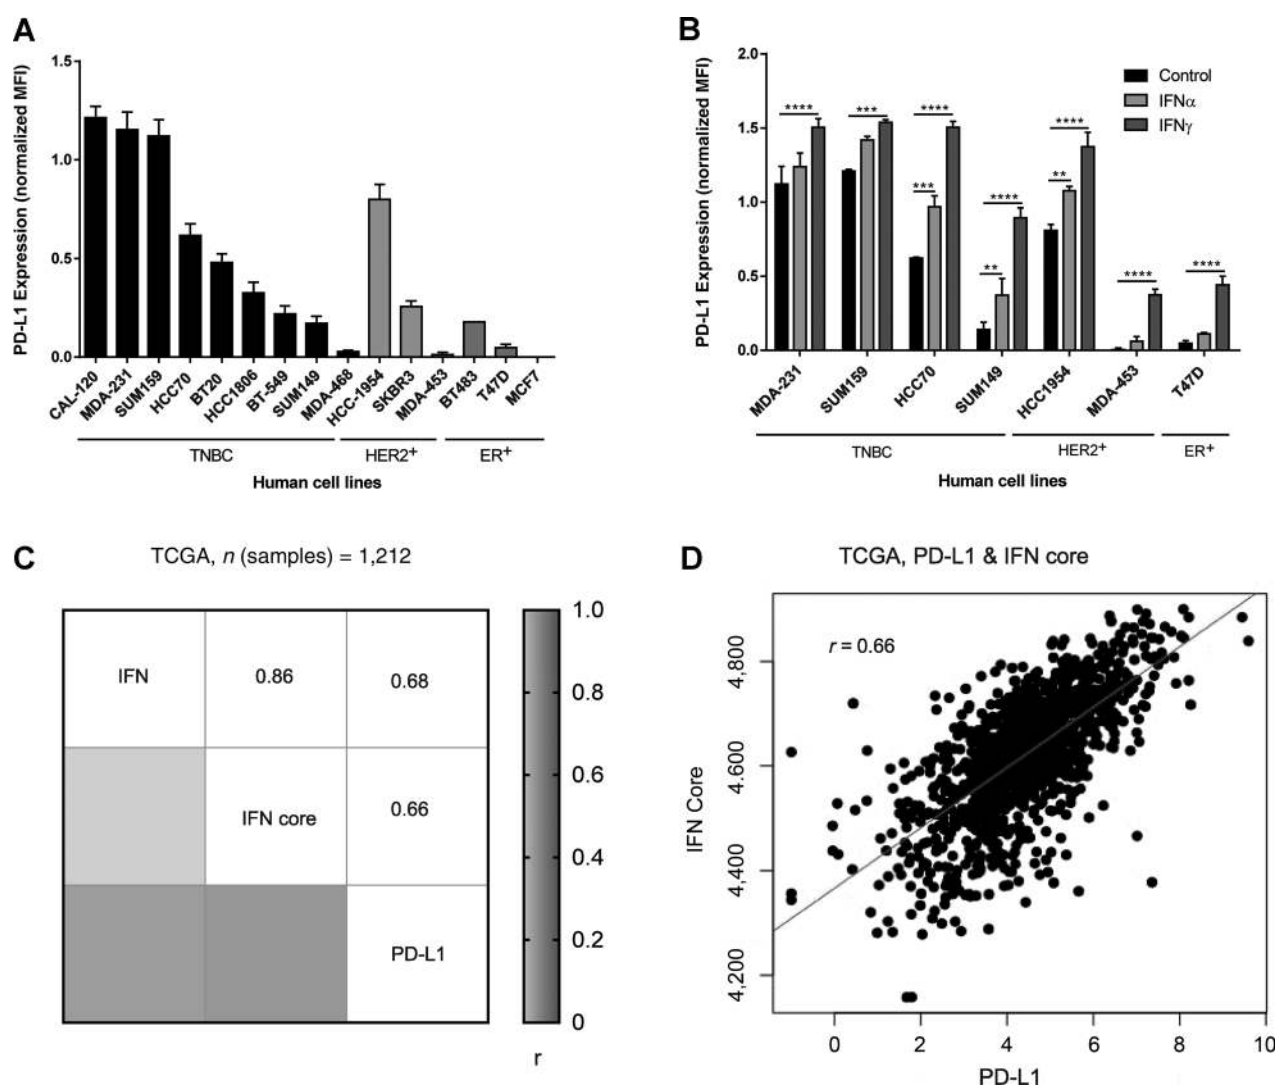 A
PD-L1 Expression (normalized MFI)
1.5
1.0
0.5
0.0
CAL-120
MDA-231
SUM159
HCC70
BT20
HCC1806
BT-549
SUM149
MDA-468
HCC-1954
SKBR3
MDA-453
BT483
T47D
MCF7
TNBC
HER2+
ER+
Human cell lines
B
PD-L1 Expression (normalized MFI)
2.0
1.5
1.0
0.5
0.0
Control
IFNα
IFNγ
****
***
****
***
**
****
**
****
****
****
MDA-231
SUM159
HCC70
SUM149
HCC1954
MDA-453
T47D
TNBC
HER2+
ER+
Human cell lines
C
TCGA, n (samples) = 1,212
IFN
0.86
0.68
IFN core
0.66
PD-L1
1.0
0.8
0.6
0.4
0.2
0
r
D
TCGA, PD-L1 & IFN core
r = 0.66
IFN Core
4,800
4.600
4,400
4,200
0
2
4
6
8
10
PD-L1